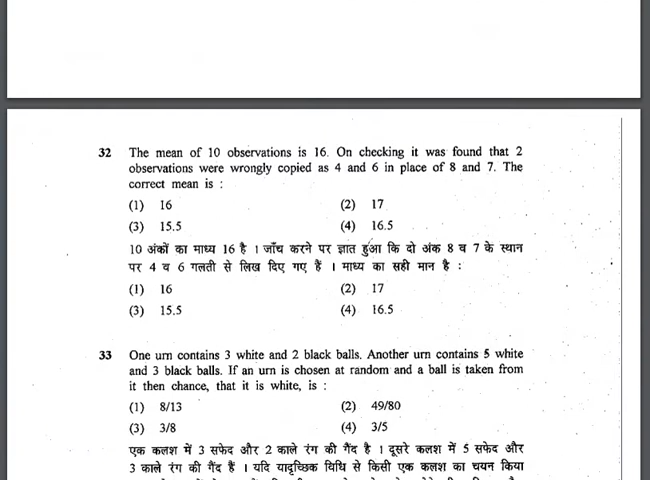 32 The mean of 10 observations is 16. On checking it was found that 2
observations were wrongly copied as 4 and 6 in place of 8 and 7. The
correct mean is :
(1) 16 (2) 17
(3) 15.5 (4) 16.5
10 अंकों का माध्य 16 है । जाँच करने पर ज्ञात हुआ कि दो अंक 8 व 7 के स्थान
पर 4 व 6 गलती से लिख दिए गए हैं । माध्य का सही मान है :
(1) 16 (2) 17
(3) 15.5 (4) 16.5
33 One urn contains 3 white and 2 black balls. Another urn contains 5 white
and 3 black balls. If an urn is chosen at random and a ball is taken from
it then chance, that it is white, is :
(1) 8/13 (2) 49/80
(3) 3/8 (4) 3/5
एक कलश में 3 सफेद और 2 काले रंग की गैंद है । दूसरे कलश में 5 सफेद और
3 काले रंग की गैंद हैं । यदि यादृच्छिक विधि से किसी एक कलश का चयन किया